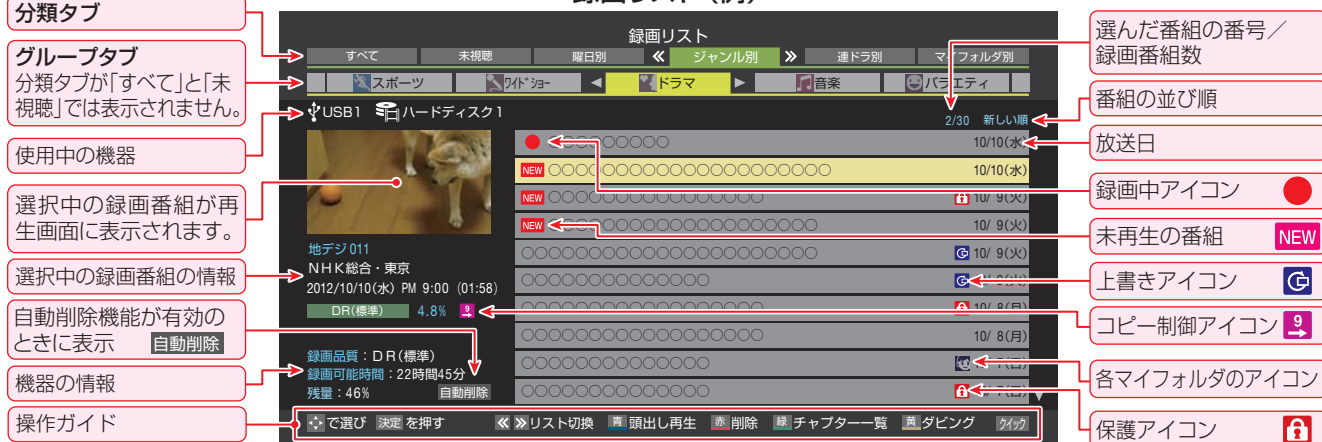 録画リスト（例）
分類タブ
グループタブ
分類タブが「すべて」と「未
視聴」では表示されません。
使用中の機器
選択中の録画番組が再
生画面に表示されます。
選択中の録画番組の情報
自動削除機能が有効の
ときに表示 自動削除
機器の情報
操作ガイド
録画リスト
すべて 未視聴 曜日別 ≪ ジャンル別 ≫ 連ドラ別 マイフォルダ別
スポーツ ワイドショー ◀ ドラマ ▶ 音楽 バラエティ
USB1 ハードディスク1
2/30 新しい順
○○○○○○○○○ 10/10(水)
NEW ○○○○○○○○○○○○○○○○○○○○○ 10/10(水)
NEW ○○○○○○○○○○○○○○○○ 10/ 9(火)
NEW ○○○○○○○○○○○○○○○○○○○○ 10/ 9(火)
○○○○○○○○○○○○○○○○○○○○ 10/ 9(火)
○○○○○○○○○○○○○○
○○○○○○○○○○○○○○○○○○ 10/ 8(月)
○○○○○○○○○○○○○○○○○○ 10/ 8(月)
○○○○○○○○○○○○○○
○○○○○○○○○○○○○○
地デジ 011
NHK総合・東京
2012/10/10(水) PM 9:00 (01:58)
DR(標準) 4.8% 9
録画品質：DR(標準)
録画可能時間：22時間45分
残量：46% 自動削除
で選び 決定 を押す ≪ ≫ リスト切換 青 頭出し再生 赤 削除 緑 チャプター一覧 黄 ダビング クイック
選んだ番組の番号／
録画番組数
番組の並び順
放送日
録画中アイコン
未再生の番組 NEW
上書きアイコン
コピー制御アイコン 9
各マイフォルダのアイコン
保護アイコン